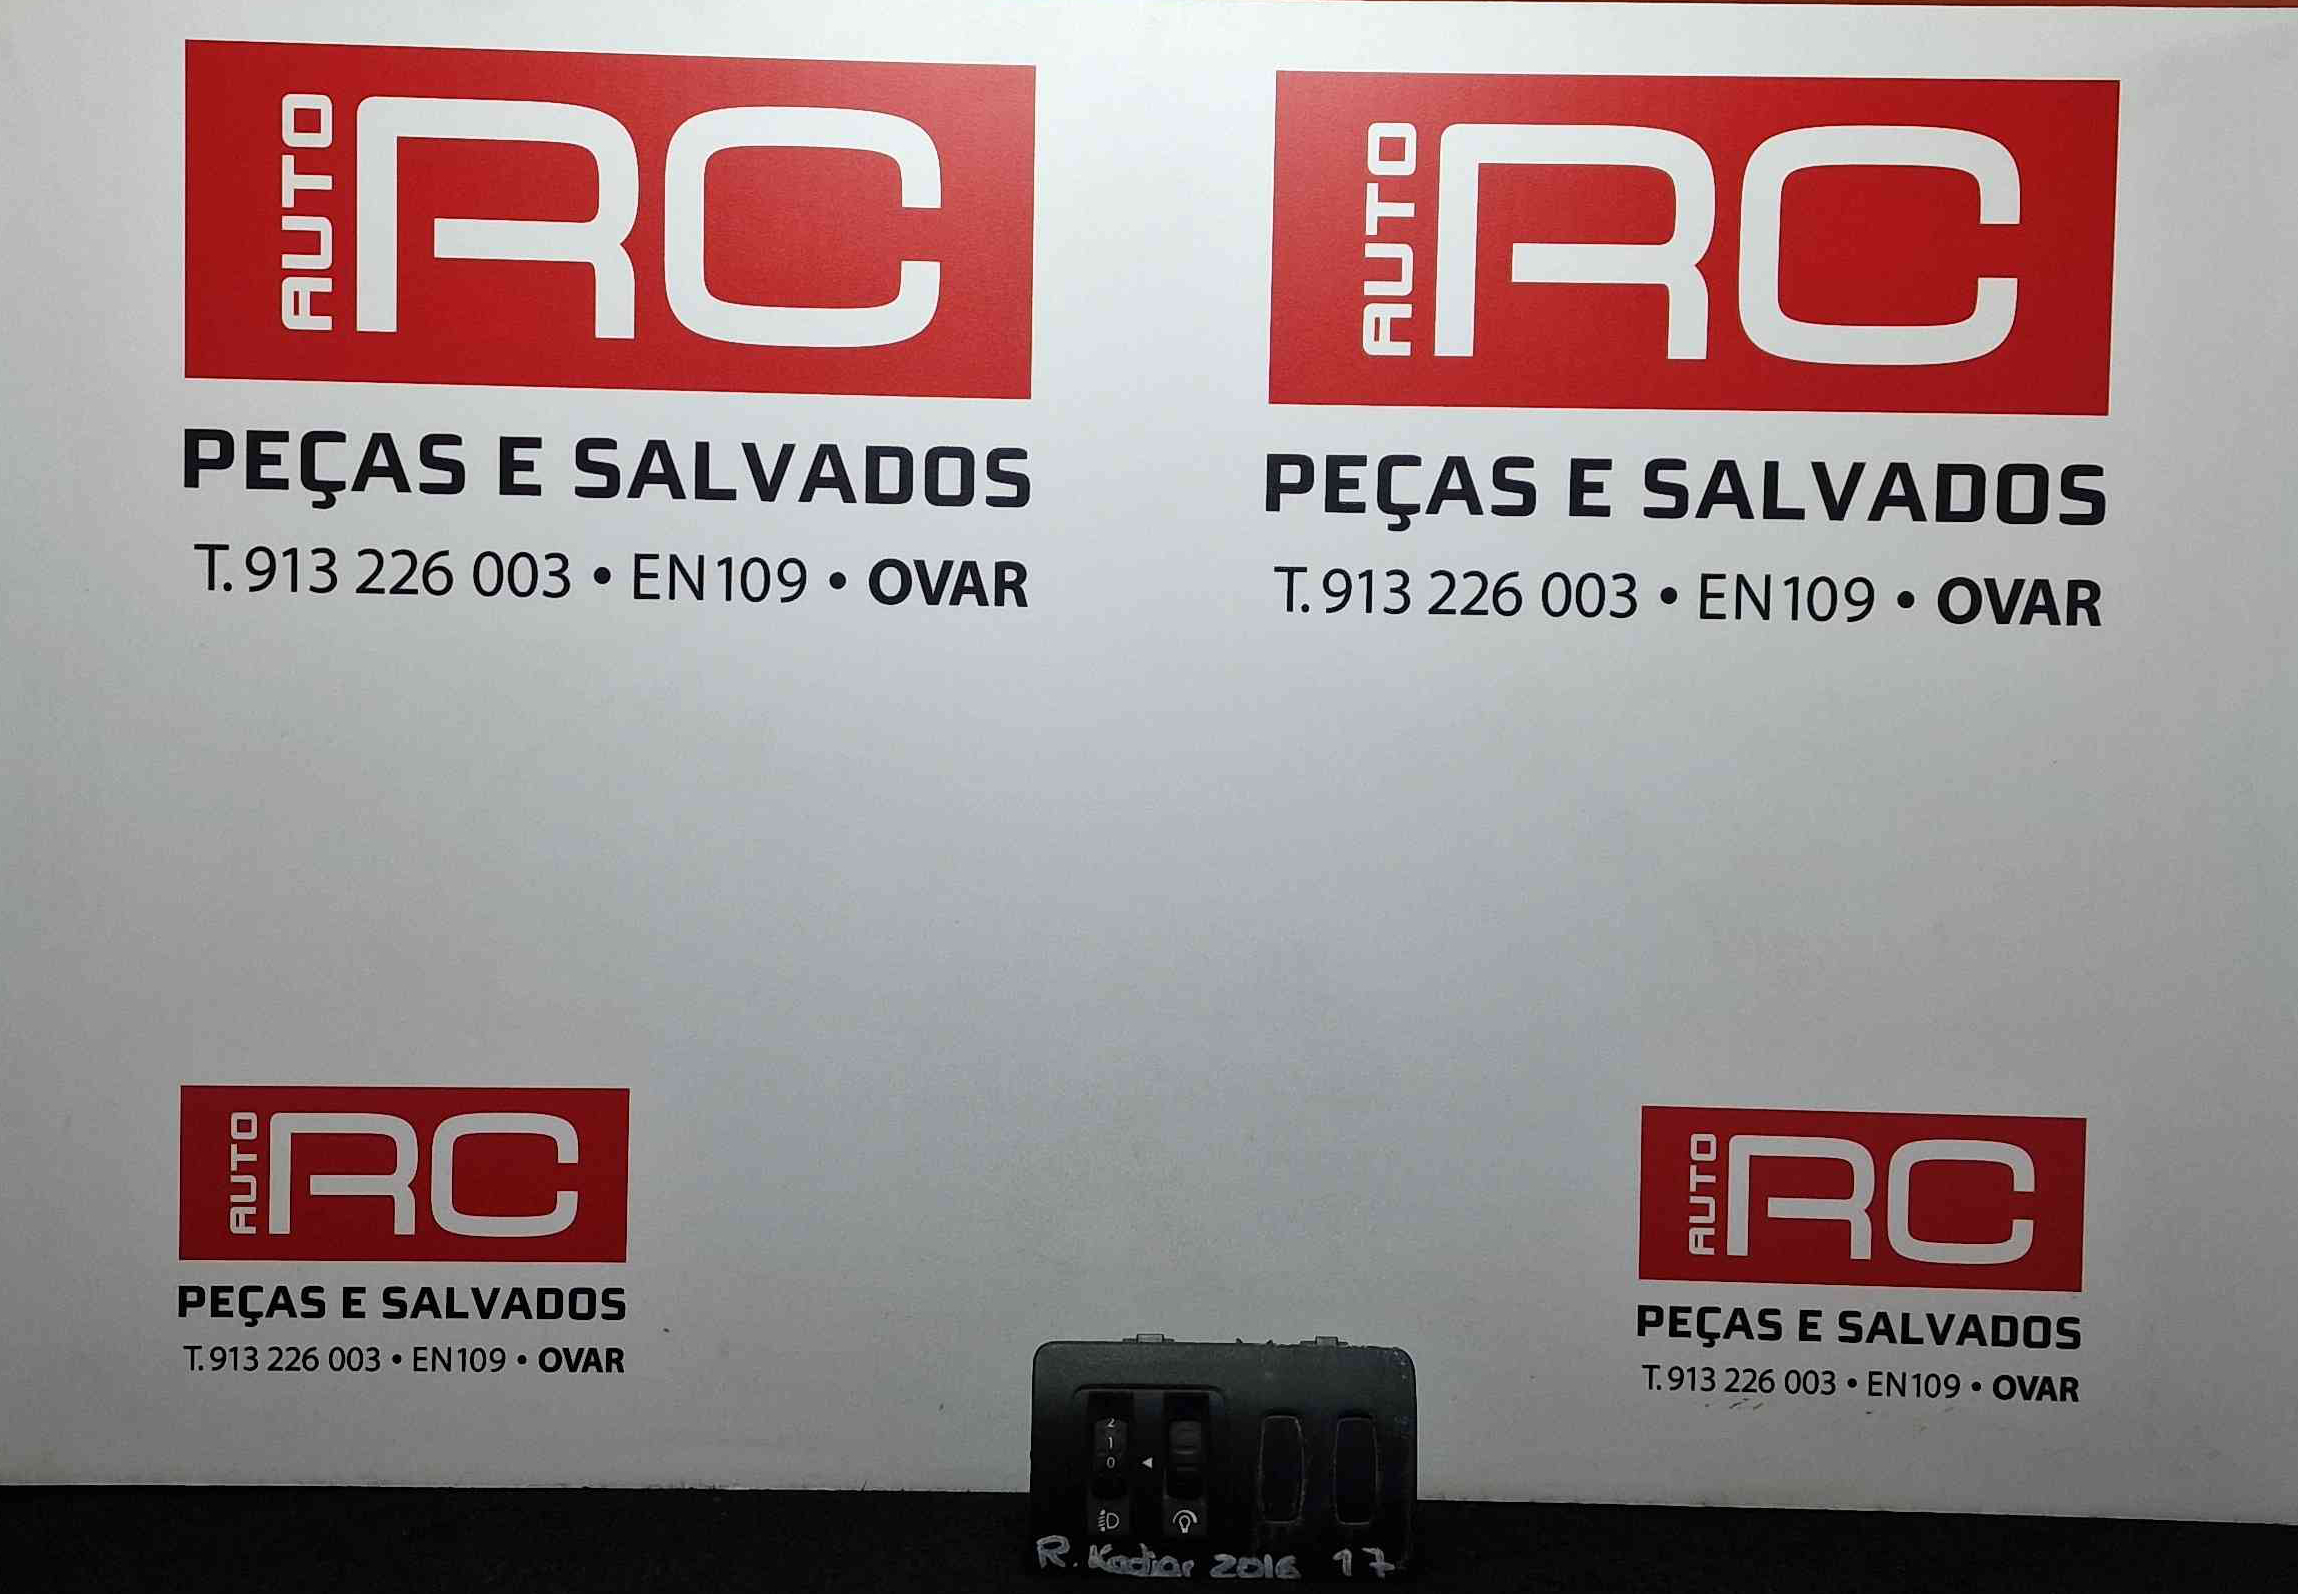 AUTO RC
PEÇAS E SALVADOS
T. 913 226 003 • EN109 • OVAR
AUTO RC
PEÇAS E SALVADOS
T. 913 226 003 • EN109 • OVAR
AUTO RC
PEÇAS E SALVADOS
T. 913 226 003 • EN109 • OVAR
AUTO RC
PEÇAS E SALVADOS
T. 913 226 003 • EN109 • OVAR
2
1
0
R. Kadjar 2016 17